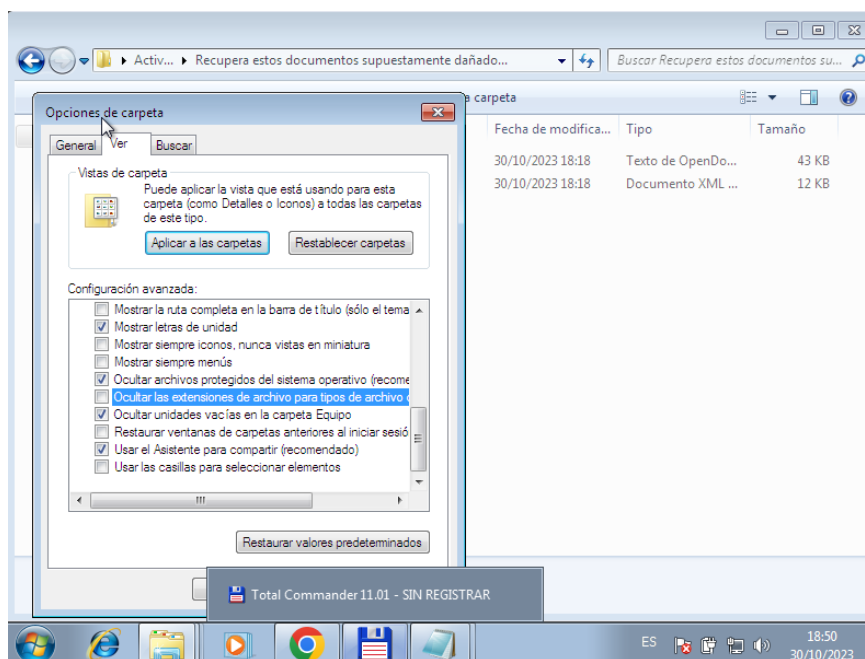 Activ... Recupera estos documentos supuestamente dañado... Buscar Recupera estos documentos su...
carpeta
Opciones de carpeta
General Ver Buscar
Fecha de modifica... Tipo Tamaño
30/10/2023 18:18 Texto de OpenDo... 43 KB
30/10/2023 18:18 Documento XML ... 12 KB
Vistas de carpeta
Puede aplicar la vista que está usando para esta
carpeta (como Detalles o Iconos) a todas las carpetas
de este tipo.
Aplicar a las carpetas Restablecer carpetas
Configuración avanzada:
Mostrar la ruta completa en la barra de título (sólo el tema
Mostrar letras de unidad
Mostrar siempre iconos, nunca vistas en miniatura
Mostrar siempre menús
Ocultar archivos protegidos del sistema operativo (recome
Ocultar las extensiones de archivo para tipos de archivo
Ocultar unidades vacías en la carpeta Equipo
Restaurar ventanas de carpetas anteriores al iniciar sesió
Usar el Asistente para compartir (recomendado)
Usar las casillas para seleccionar elementos
Restaurar valores predeterminados
Total Commander 11.01 - SIN REGISTRAR
ES 18:50
30/10/2023